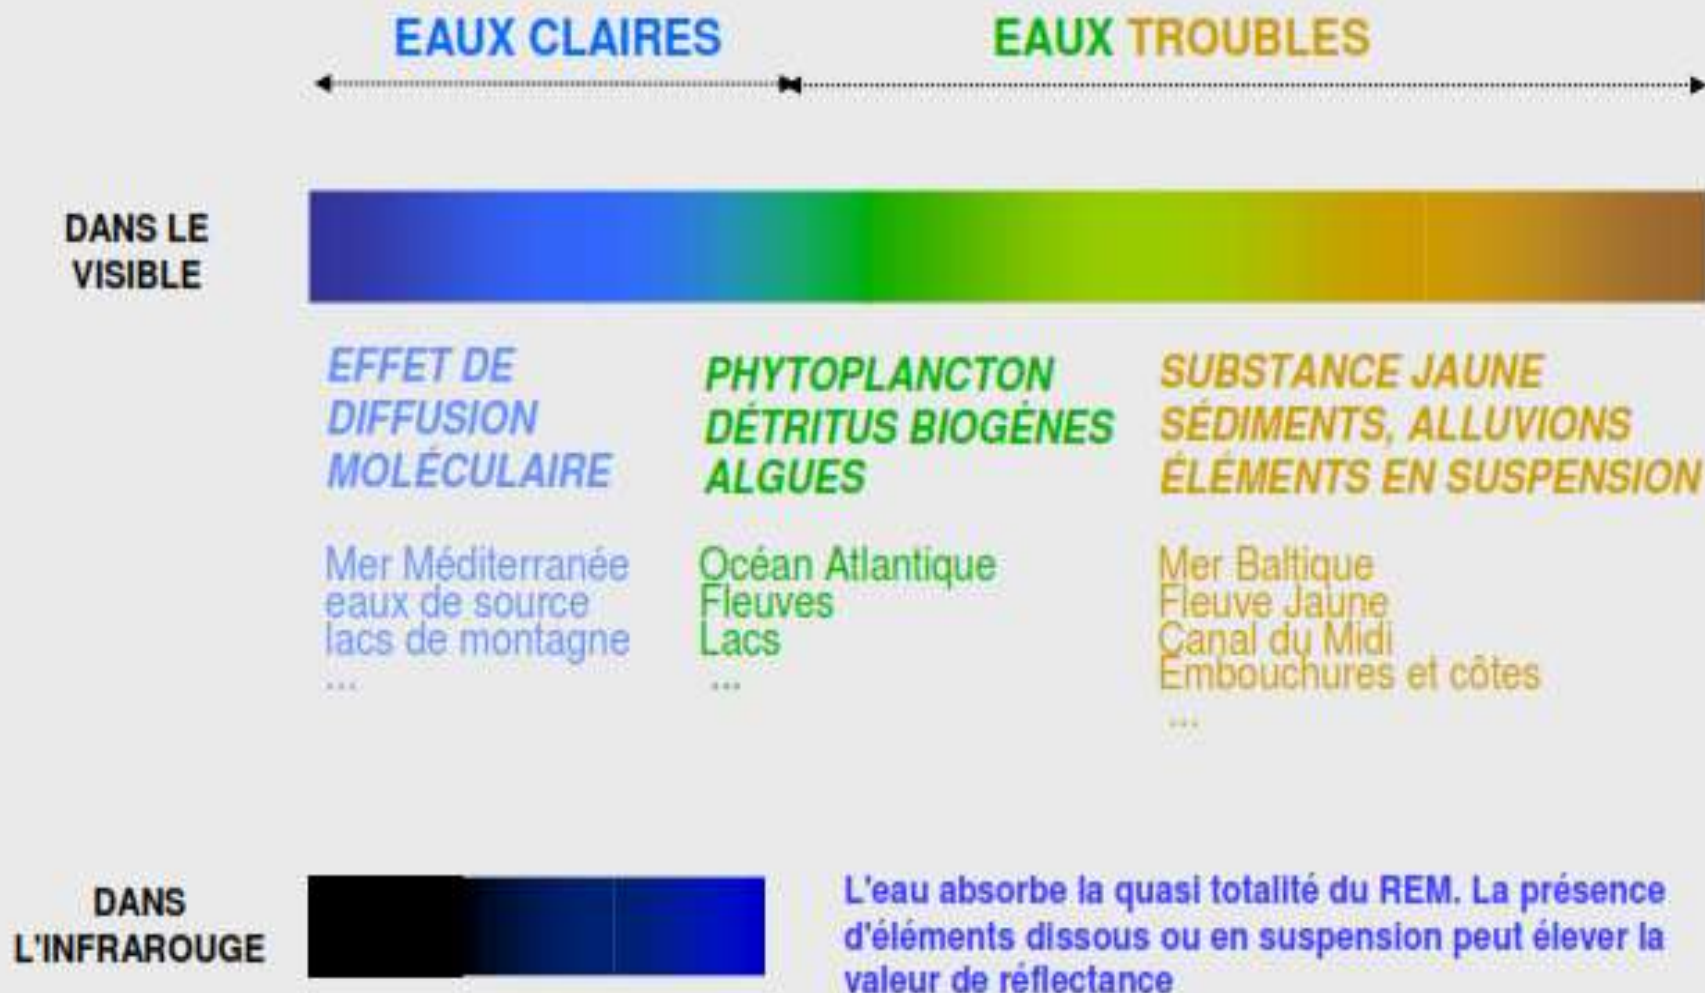 EAUX CLAIRES
EAUX TROUBLES
DANS LE
VISIBLE
EFFET DE
DIFFUSION
MOLÉCULAIRE
PHYTOPLANCTON
DÉTRITUS BIOGÈNES
ALGUES
SUBSTANCE JAUNE
SÉDIMENTS, ALLUVIONS
ÉLÉMENTS EN SUSPENSION
Mer Méditerranée
eaux de source
lacs de montagne
...
Océan Atlantique
Fleuves
Lacs
...
Mer Baltique
Fleuve Jaune
Canal du Midi
Embouchures et côtes
...
DANS
L'INFRAROUGE
L'eau absorbe la quasi totalité du REM. La présence
d'éléments dissous ou en suspension peut élever la
valeur de réflectance